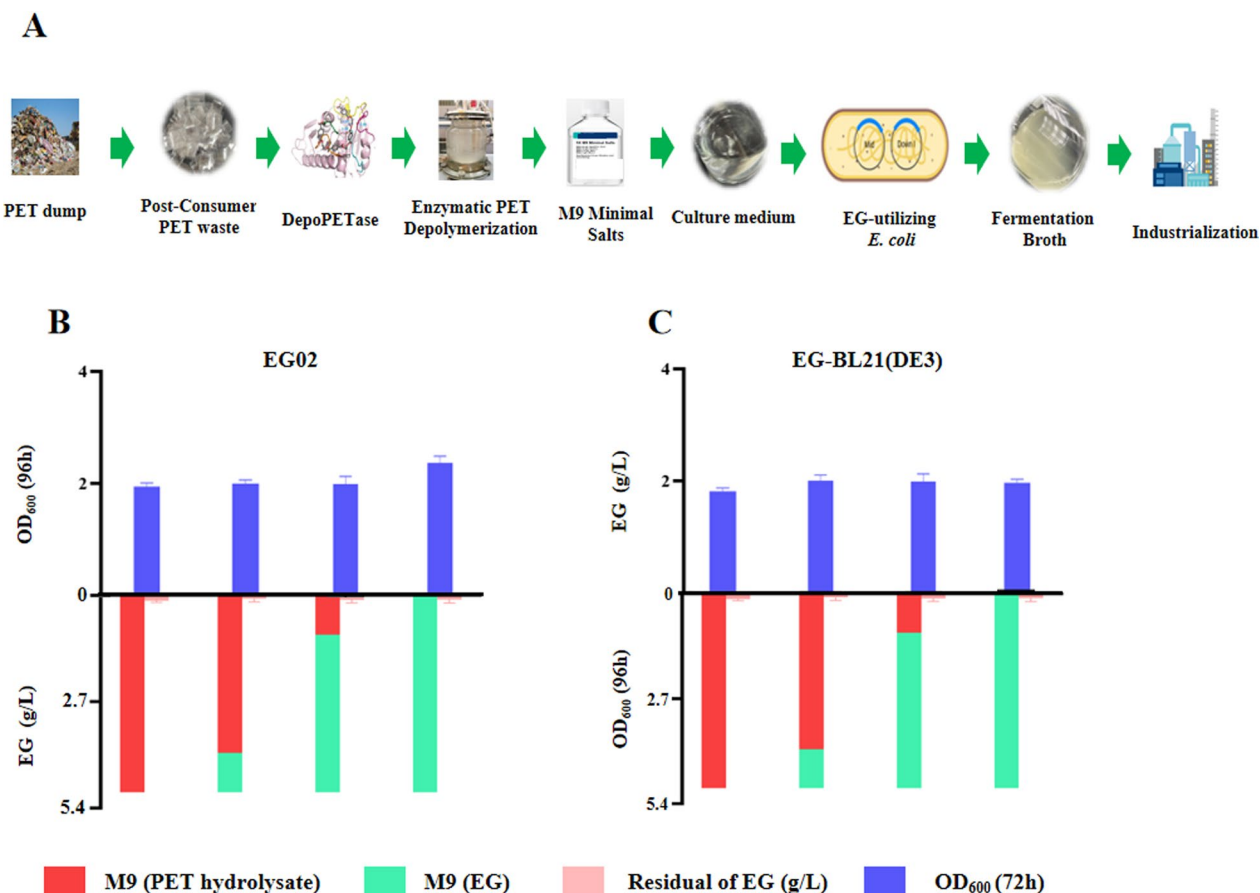 A
PET dump
Post-Consumer
PET waste
DepoPETase
Enzymatic PET
Depolymerization
M9 Minimal
Salts
Culture medium
EG-utilizing
E. coli
Fermentation
Broth
Industrialization
B
EG02
4
2
0
2.7
5.4
OD600 (96h)
EG (g/L)
C
EG-BL21(DE3)
4
2
0
2.7
5.4
EG (g/L)
OD600 (96h)
M9 (PET hydrolysate)
M9 (EG)
Residual of EG (g/L)
OD600 (72h)